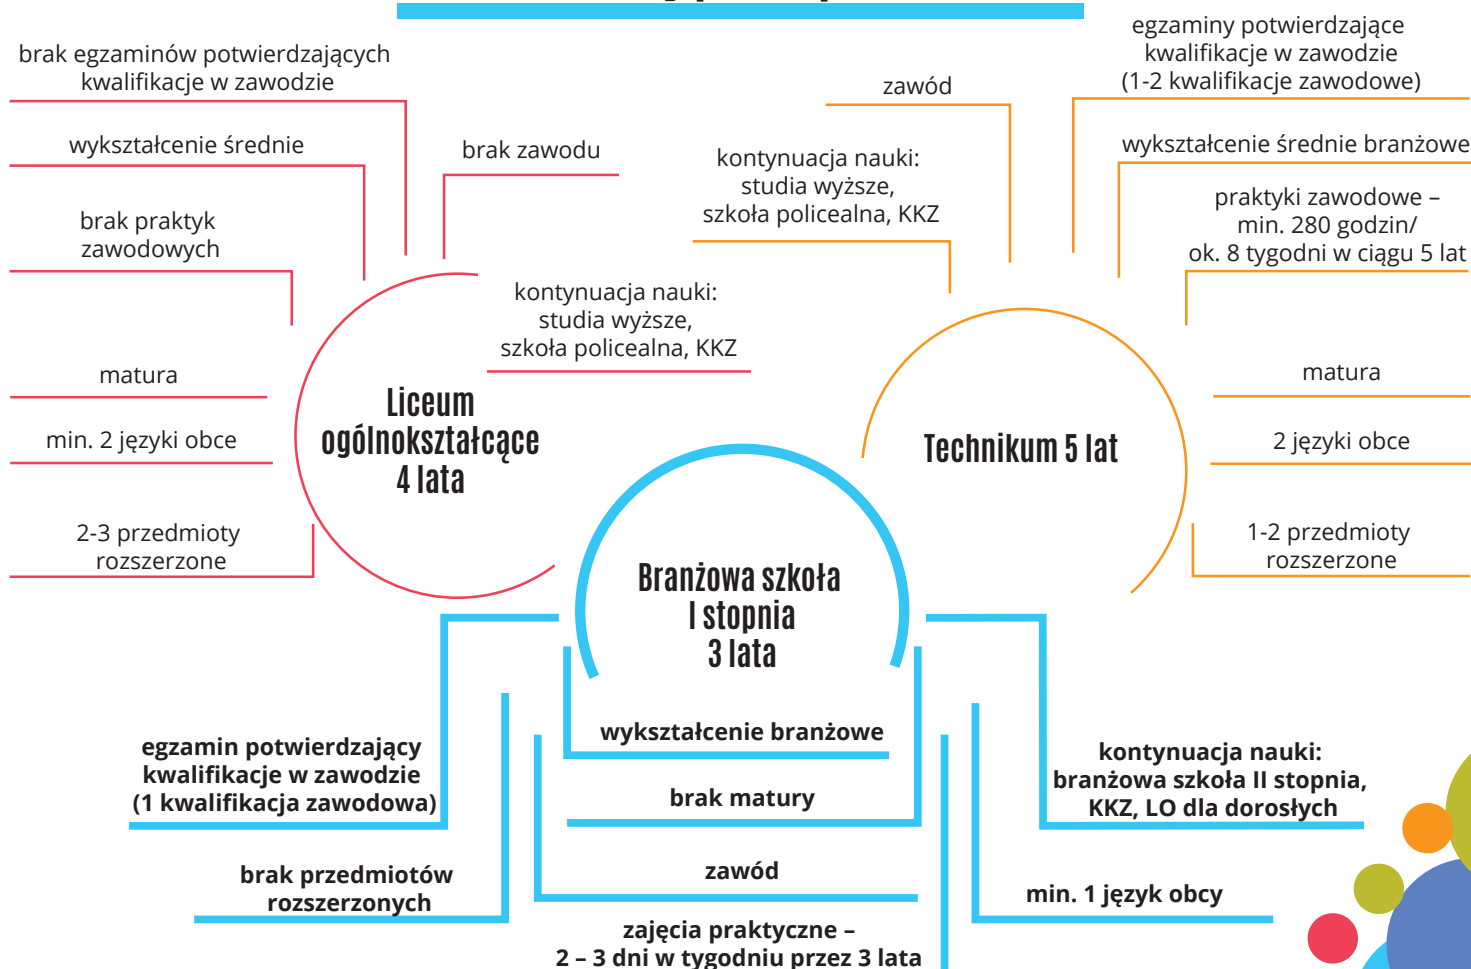 brak egzaminów potwierdzających
kwalifikacje w zawodzie
wykształcenie średnie
brak praktyk
zawodowych
matura
min. 2 języki obce
2-3 przedmioty
rozszerzone
brak zawodu
kontynuacja nauki:
studia wyższe,
szkoła policealna, KKZ
Liceum
ogólnokształcące
4 lata
zawód
kontynuacja nauki:
studia wyższe,
szkoła policealna, KKZ
egzaminy potwierdzające
kwalifikacje w zawodzie
(1-2 kwalifikacje zawodowe)
wykształcenie średnie branżowe
praktyki zawodowe –
min. 280 godzin/
ok. 8 tygodni w ciągu 5 lat
matura
2 języki obce
1-2 przedmioty
rozszerzone
Technikum 5 lat
Branżowa szkoła
I stopnia
3 lata
egzamin potwierdzający
kwalifikacje w zawodzie
(1 kwalifikacja zawodowa)
brak przedmiotów
rozszerzonych
wykształcenie branżowe
brak matury
zawód
zajęcia praktyczne –
2 – 3 dni w tygodniu przez 3 lata
kontynuacja nauki:
branżowa szkoła II stopnia,
KKZ, LO dla dorosłych
min. 1 język obcy